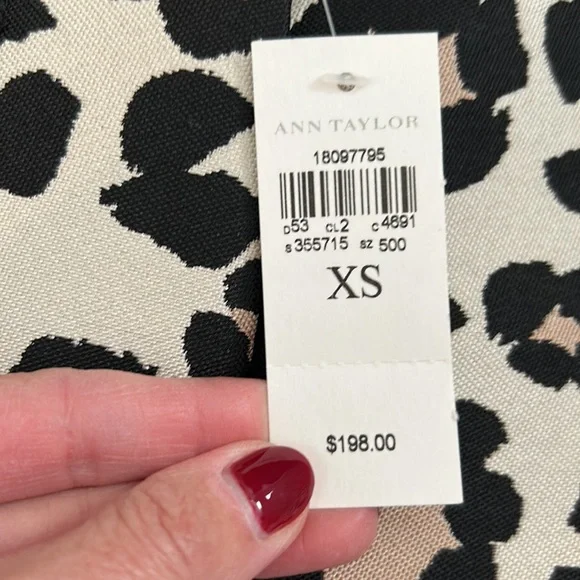 ANN TAYLOR
18097795
D53 CL2 C4691
S355715 SZ 500
XS
$198.00